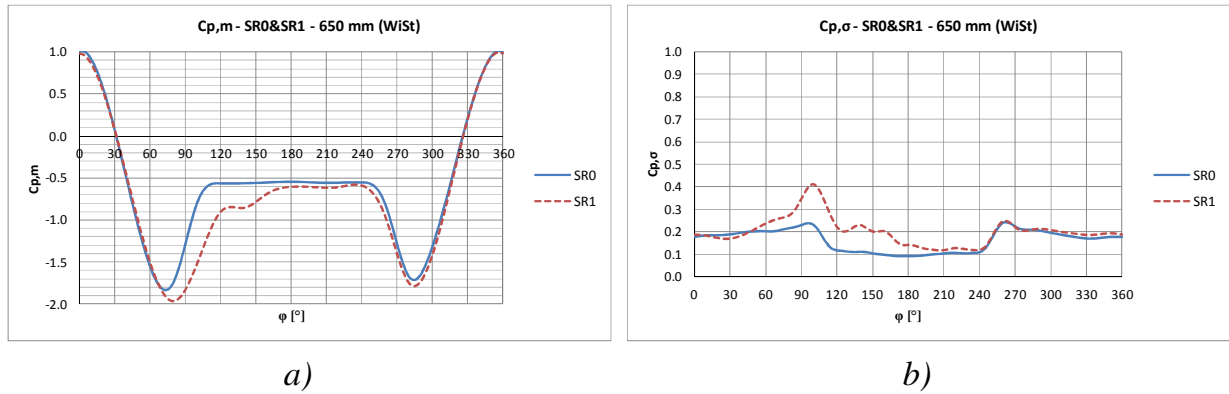 Cp,m - SR0&SR1 - 650 mm (WiSt)
1.0
0.5
0.0
-0.5
-1.0
-1.5
-2.0
Cp,m
0 30 60 90 120 150 180 210 240 270 300 330 360
φ [°]
SR0
SR1
a)
Cp,σ - SR0&SR1 - 650 mm (WiSt)
1.0
0.9
0.8
0.7
0.6
0.5
0.4
0.3
0.2
0.1
0.0
Cp,σ
0 30 60 90 120 150 180 210 240 270 300 330 360
φ [°]
SR0
SR1
b)